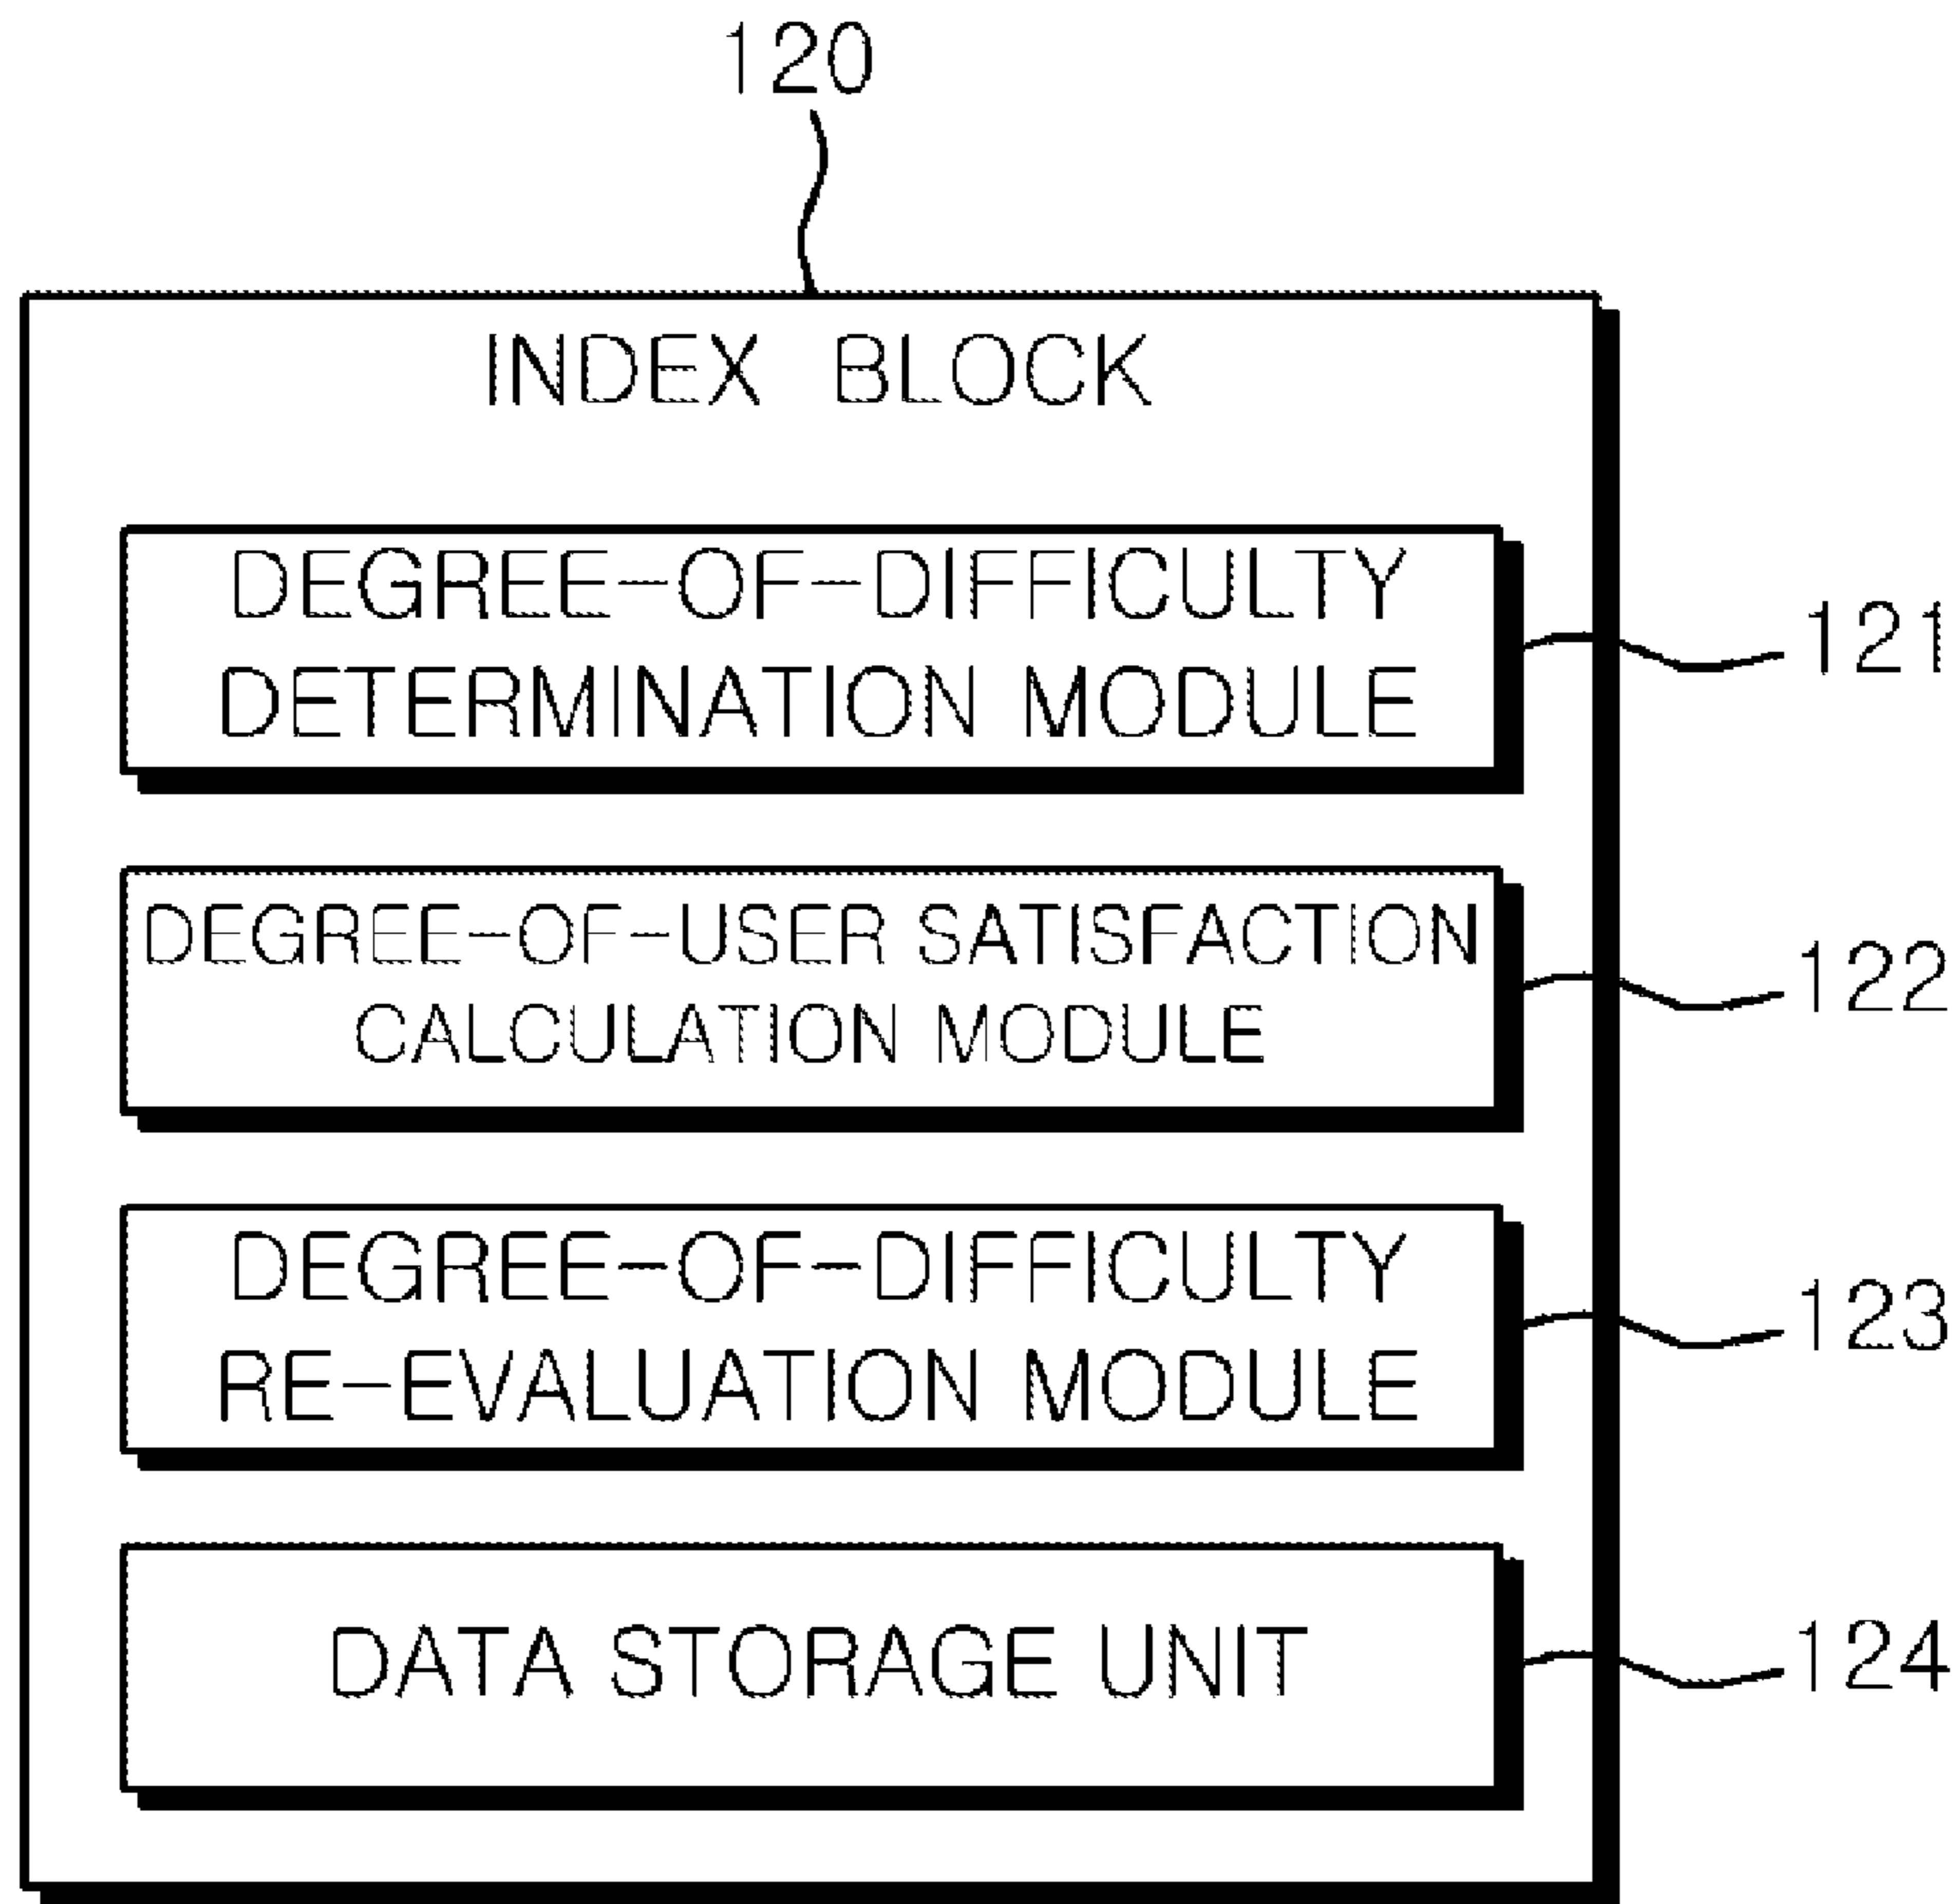 120
INDEX BLOCK
DEGREE-OF-DIFFICULTY
DETERMINATION MODULE
121
DEGREE-OF-USER SATISFACTION
CALCULATION MODULE
122
DEGREE-OF-DIFFICULTY
RE-EVALUATION MODULE
123
DATA STORAGE UNIT
124